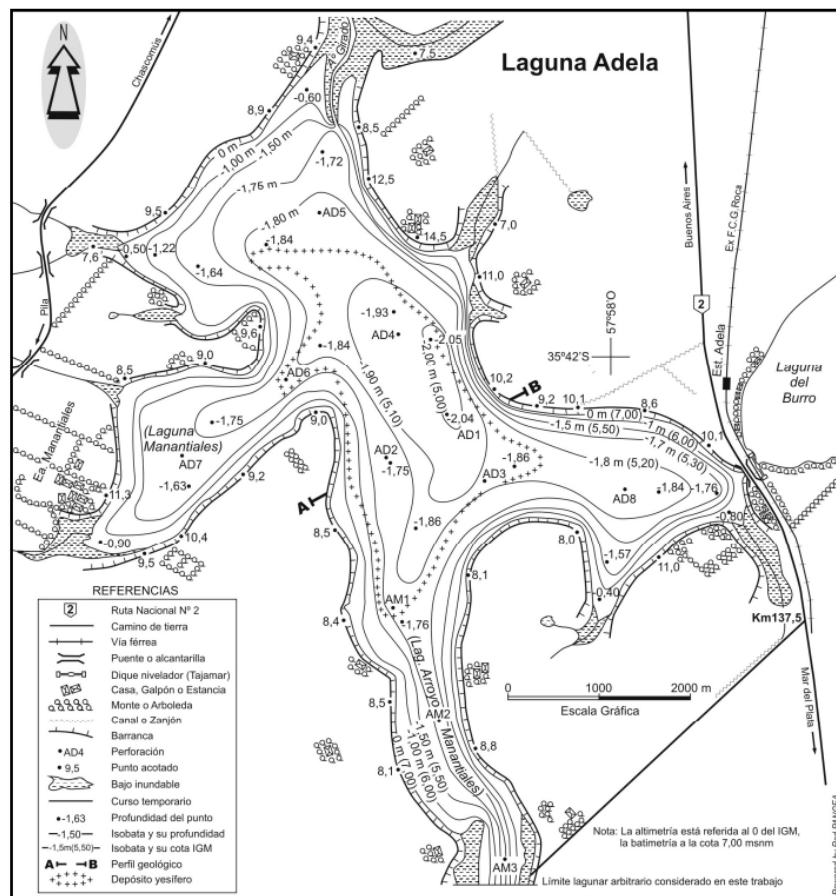 N
Laguna Adela
Chascomús
Aº Girado
9,4
7,5
-0,60
8,9
0 m
-1,00 m
-1,50 m
8,5
-1,72
12,5
-1,75 m
9,5
-1,80 m
AD5
7,6
-0,50
-1,22
-1,84
14,5
7,0
-1,64
11,0
Pila
Buenos Aires
Ex F.C.G.Roca
2
57º58'O
35º42'S
Est. Adela
Laguna
del
Burro
-1,93
AD4
-2,05
9,6
-1,84
-2,00 m (5,00)
9,0
8,5
AD6
-1,90 m (5,10)
10,2
B
9,2
10,1
8,6
0 m (7,00)
-1 m (6,00)
-1,5 m (5,50)
-1,7 m (5,30)
10,1
-1,75
(Laguna
Manantiales)
9,0
-2,04
AD1
Ea. Manantiales
AD7
AD2
-1,75
-1,86
AD3
-1,8 m (5,20)
AD8
-1,84
-1,76
-1,63
9,2
11,3
A
-0,80
-1,86
8,5
8,0
-0,90
10,4
9,5
-1,57
11,0
8,1
-0,40
AM1
-1,76
8,4
Km137,5
(Lag. Arroyo
Manantiales)
8,5
AM2
8,8
-1,50 m (5,50)
-1,00 m (6,00)
0 m (7,00)
8,1
AM3
0 1000 2000 m
Escala Gráfica
Mar del Plata
REFERENCIAS
2 Ruta Nacional Nº 2
Camino de tierra
Vía férrea
Puente o alcantarilla
Dique nivelador (Tajamar)
Casa, Galpón o Estancia
Monte o Arboleda
Canal o Zanjón
Barranca
AD4 Perforación
9,5 Punto acotado
Bajo inundable
Curso temporario
-1,63 Profundidad del punto
-1,50 Isobata y su profundidad
-1,5m(5,50) Isobata y su cota IGM
A B Perfil geológico
Depósito yesífero
Nota: La altimetría está referida al 0 del IGM,
la batimetría a la cota 7,00 msnm
Límite lagunar arbitrario considerado en este trabajo